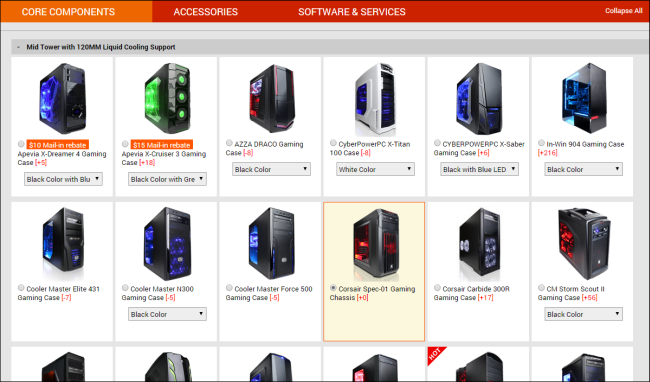 CORE COMPONENTS
ACCESSORIES
SOFTWARE & SERVICES
Collapse All
- Mid Tower with 120MM Liquid Cooling Support
$10 Mail-in rebate
Apevia X-Dreamer 4 Gaming
Case [+5]
Black Color with Blu
$15 Mail-in rebate
Apevia X-Cruiser 3 Gaming
Case [+18]
Black Color with Gre
AZZA DRACO Gaming
Case [-8]
Black Color
CyberPowerPC X-Titan
100 Case [-8]
White Color
CYBERPOWERPC X-Saber
Gaming Case [+6]
Black with Blue LED
In-Win 904 Gaming Case
[+216]
Black Color
Cooler Master Elite 431
Gaming Case [-7]
Cooler Master N300
Gaming Case [-5]
Black Color
Cooler Master Force 500
Gaming Case [-5]
Corsair Spec-01 Gaming
Chassis [+0]
Corsair Carbide 300R
Gaming Case [+17]
CM Storm Scout II
Gaming Case [+56]
Black Color
HOT